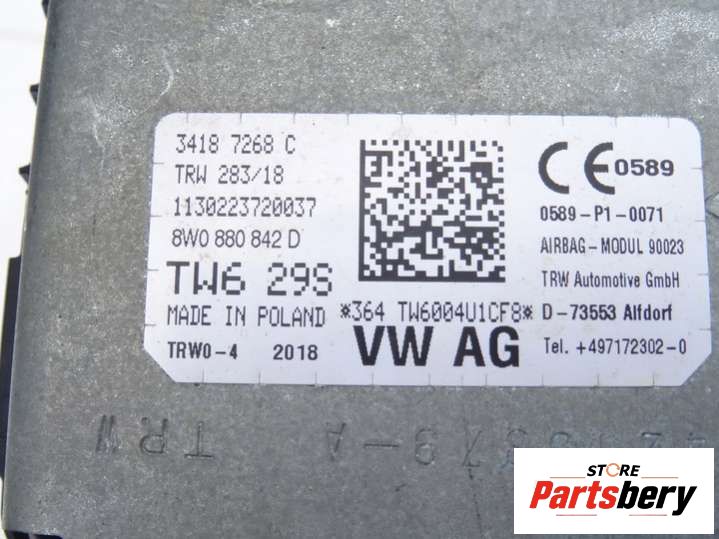 3418 7268 C
TRW 283/18
1130223720037
8W0 880 842 D
TW6 29S
MADE IN POLAND
TRW0-4 2018
*364 TW6004U1CF8*
VW AG
CE 0589
0589-P1-0071
AIRBAG-MODUL 90023
TRW Automotive GmbH
D-73553 Alfdorf
Tel. +497172302-0
TRW
STORE
Partsbery